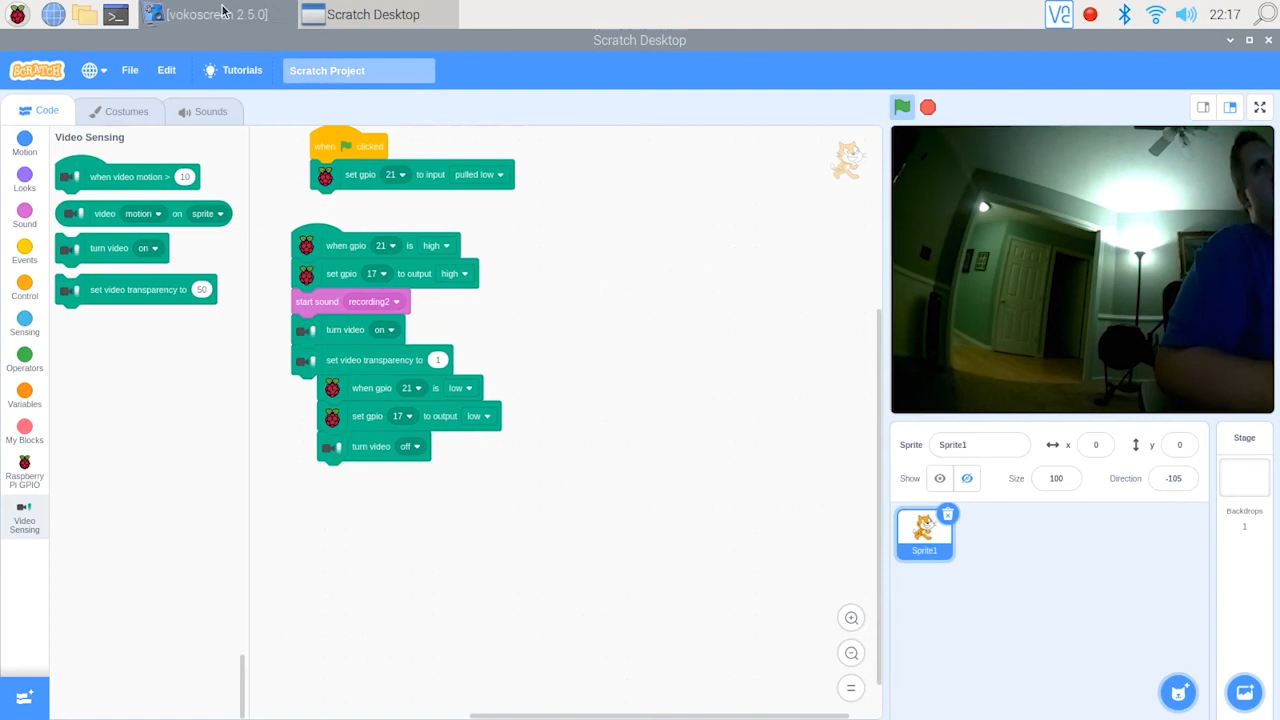 [vokoscreen 2.5.0]
Scratch Desktop
V2
22:17
Scratch Desktop
SCRATCH
File
Edit
Tutorials
Scratch Project
Code
Costumes
Sounds
Motion
Looks
Sound
Events
Control
Sensing
Operators
Variables
My Blocks
Raspberry
Pi GPIO
Video
Sensing
Video Sensing
when video motion > 10
video motion on sprite
turn video on
set video transparency to 50
when clicked
set gpio 21 to input pulled low
when gpio 21 is high
set gpio 17 to output high
start sound recording2
turn video on
set video transparency to 1
when gpio 21 is low
set gpio 17 to output low
turn video off
Sprite
Sprite1
x
0
y
0
Show
Size
100
Direction
-105
Sprite1
Stage
Backdrops
1